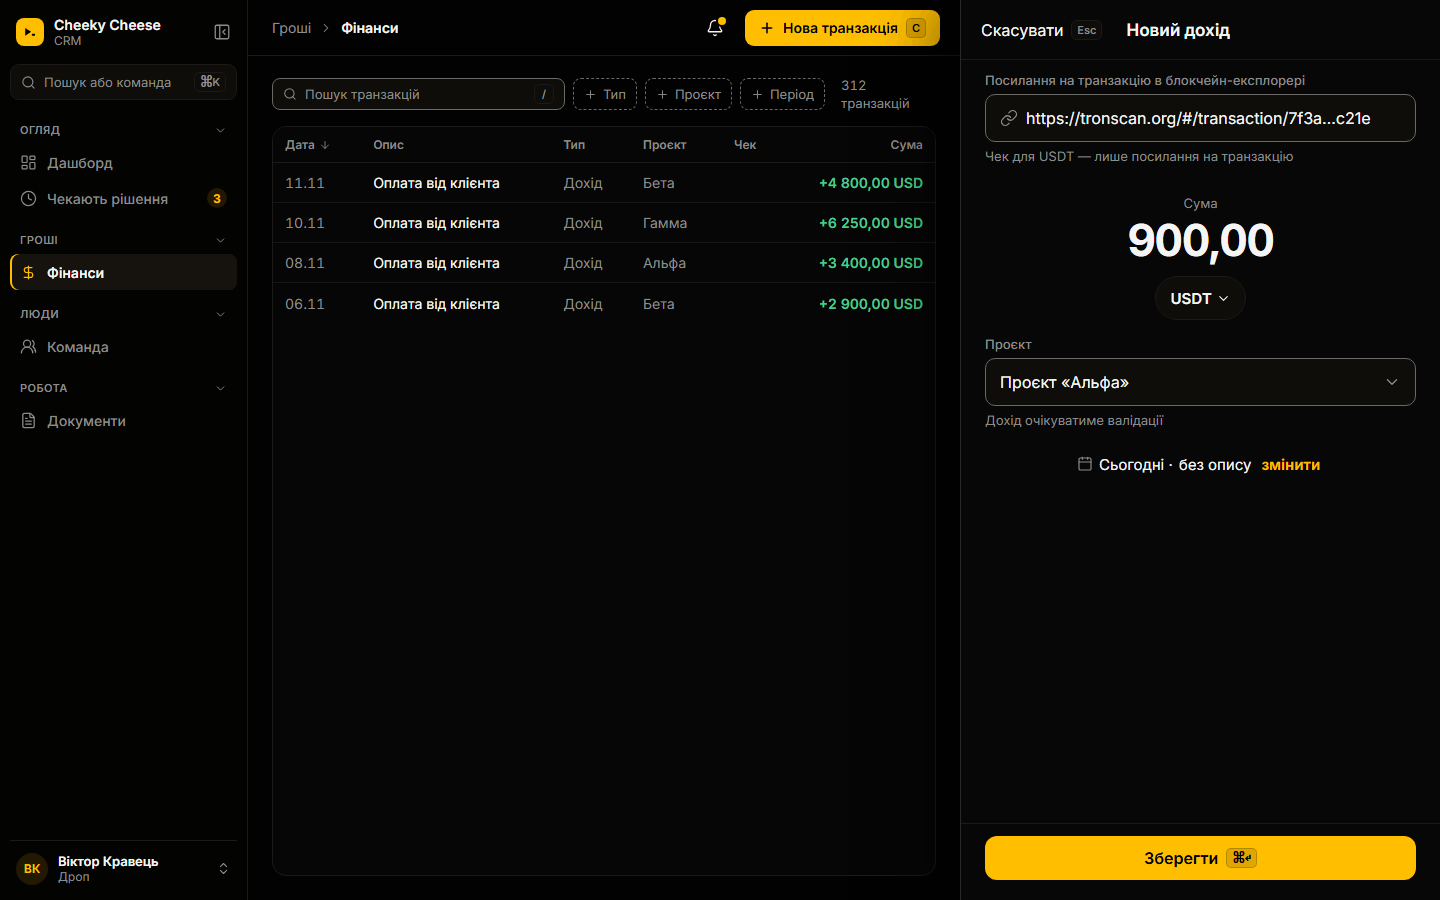 Cheeky Cheese
CRM
Пошук або команда ⌘K
ОГЛЯД
Дашборд
Чекають рішення 3
ГРОШІ
Фінанси
ЛЮДИ
Команда
РОБОТА
Документи
ВК
Віктор Кравець
Дроп
Гроші > Фінанси
+ Нова транзакція C
Пошук транзакцій /
+ Тип
+ Проєкт
+ Період
312 транзакцій
Дата ↓ Опис Тип Проєкт Чек Сума
11.11 Оплата від клієнта Дохід Бета +4 800,00 USD
10.11 Оплата від клієнта Дохід Гамма +6 250,00 USD
08.11 Оплата від клієнта Дохід Альфа +3 400,00 USD
06.11 Оплата від клієнта Дохід Бета +2 900,00 USD
Скасувати Esc Новий дохід
Посилання на транзакцію в блокчейн-експлорері
https://tronscan.org/#/transaction/7f3a...c21e
Чек для USDT — лише посилання на транзакцію
Сума
900,00
USDT
Проєкт
Проєкт «Альфа»
Дохід очікуватиме валідації
Сьогодні · без опису змінити
Зберегти ⌘↵